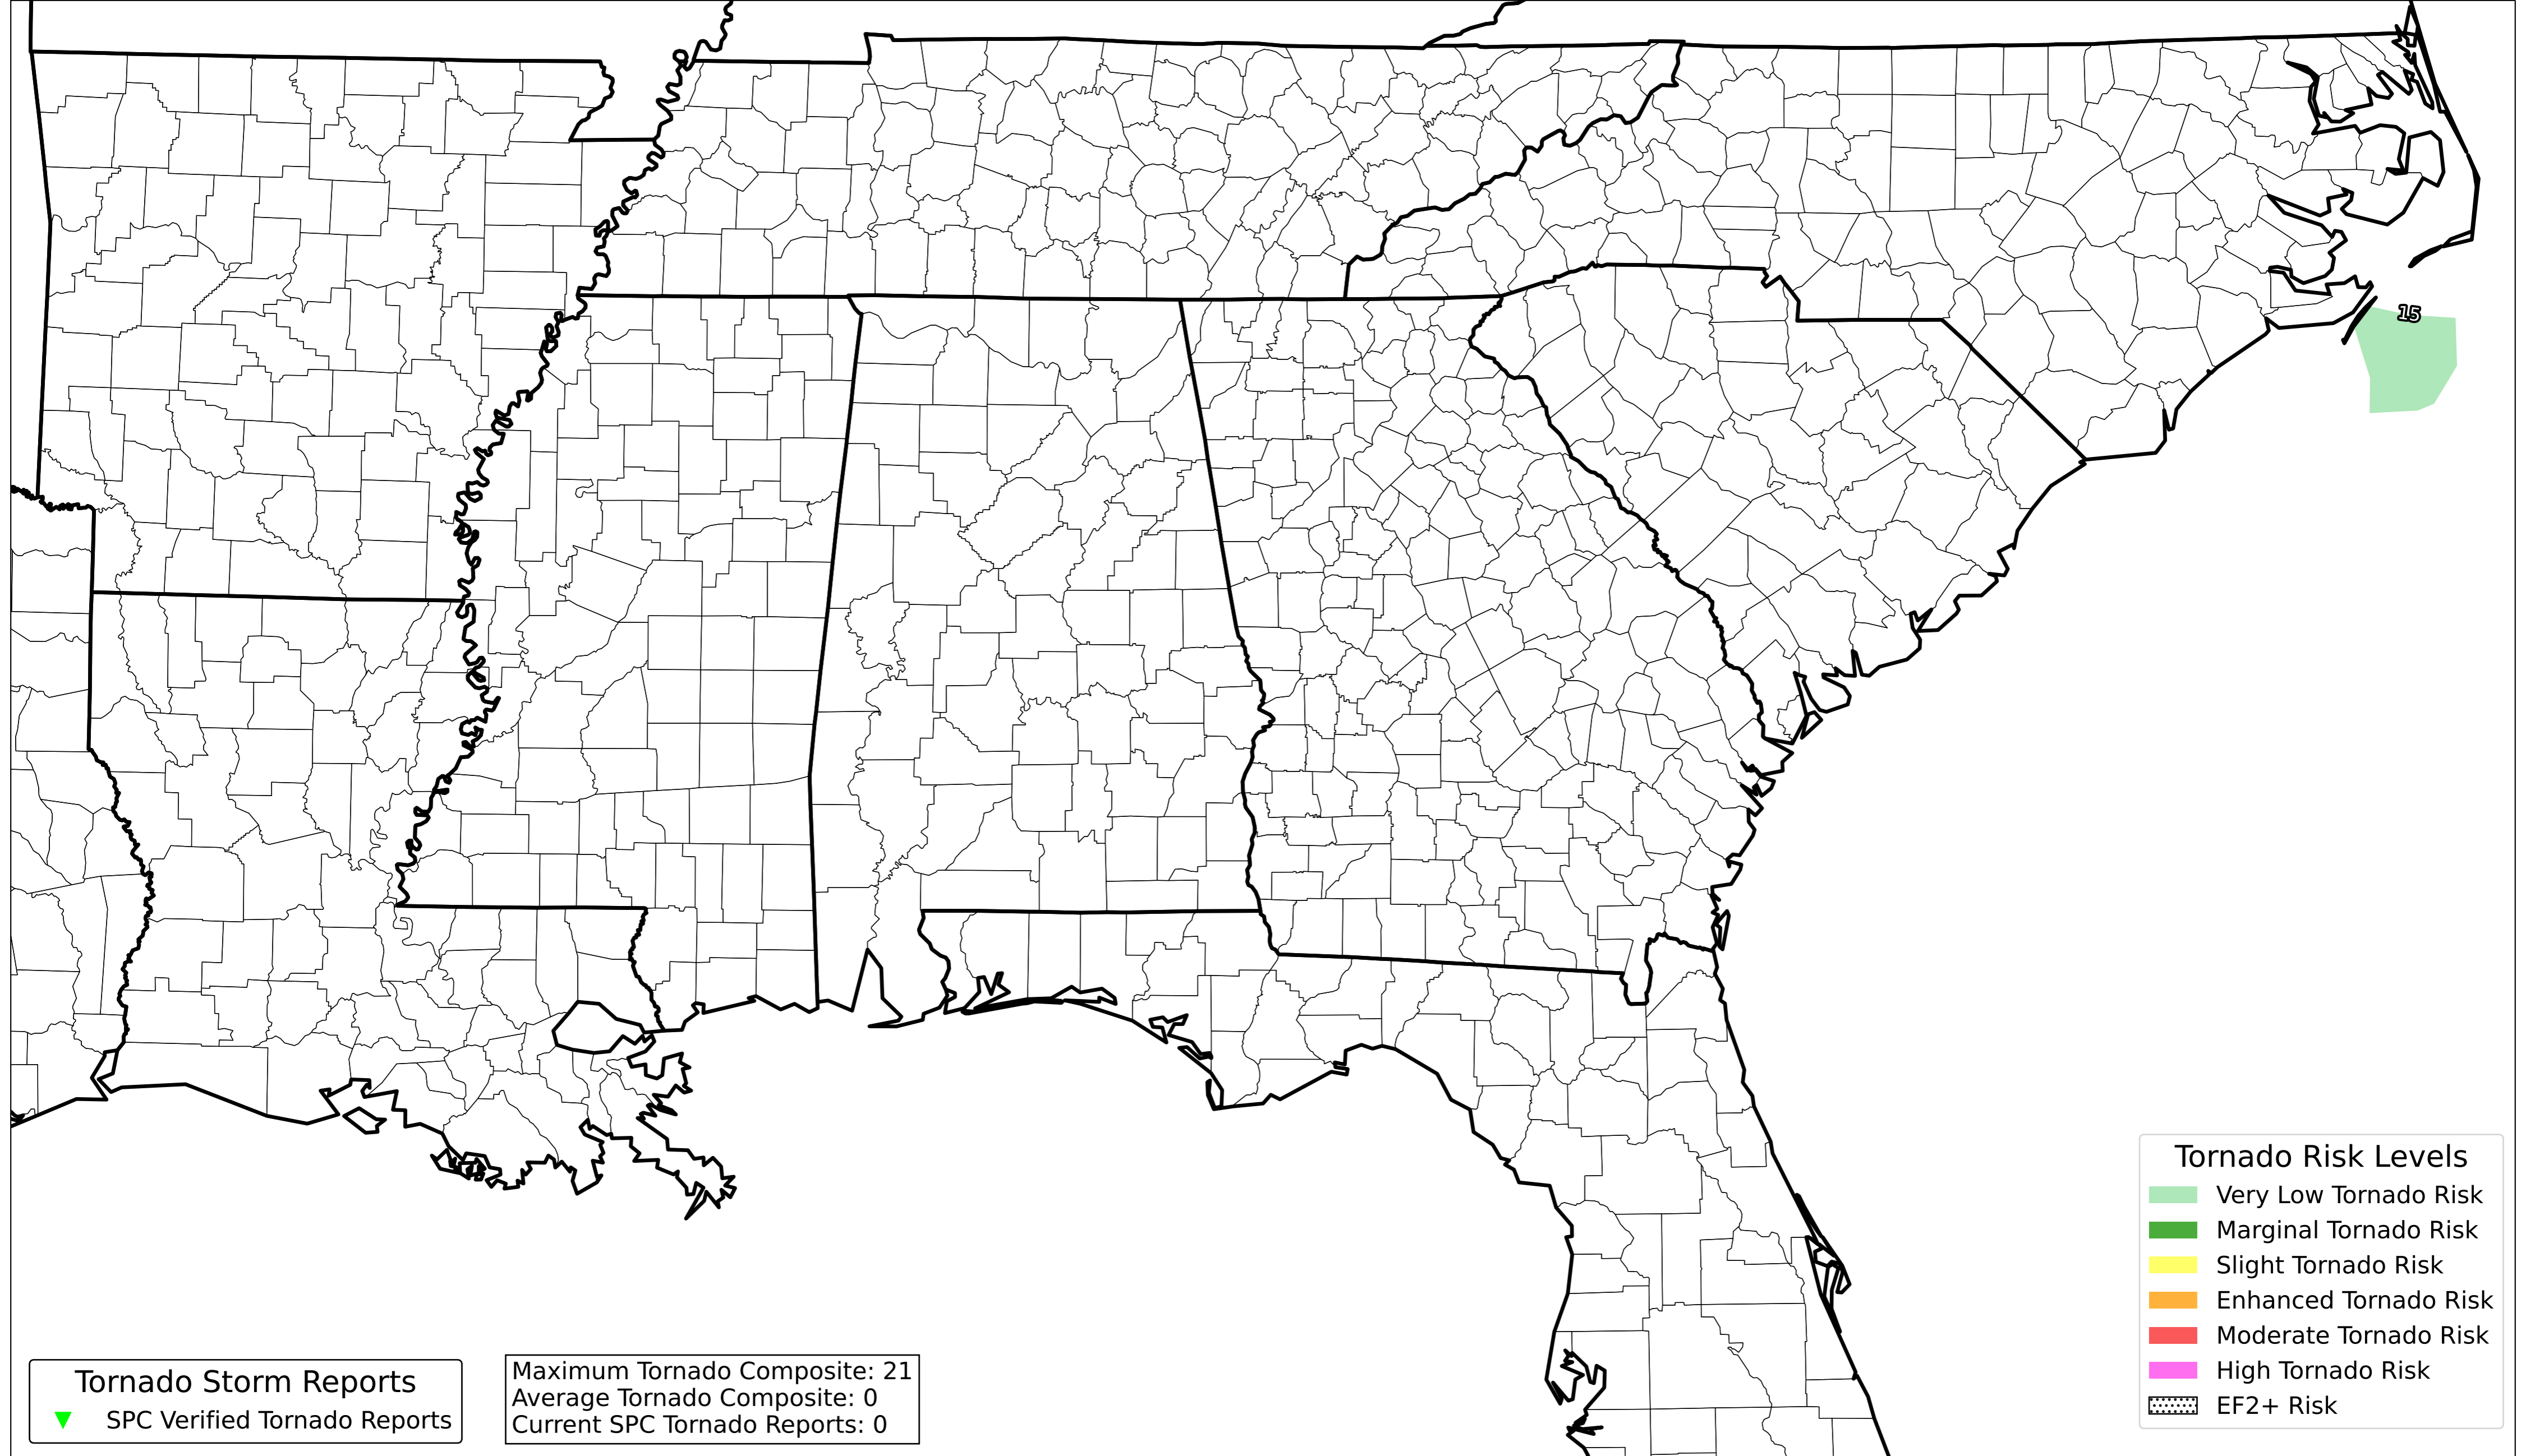 15
Tornado Risk Levels
Very Low Tornado Risk
Marginal Tornado Risk
Slight Tornado Risk
Enhanced Tornado Risk
Moderate Tornado Risk
High Tornado Risk
EF2+ Risk
Tornado Storm Reports
SPC Verified Tornado Reports
Maximum Tornado Composite: 21
Average Tornado Composite: 0
Current SPC Tornado Reports: 0